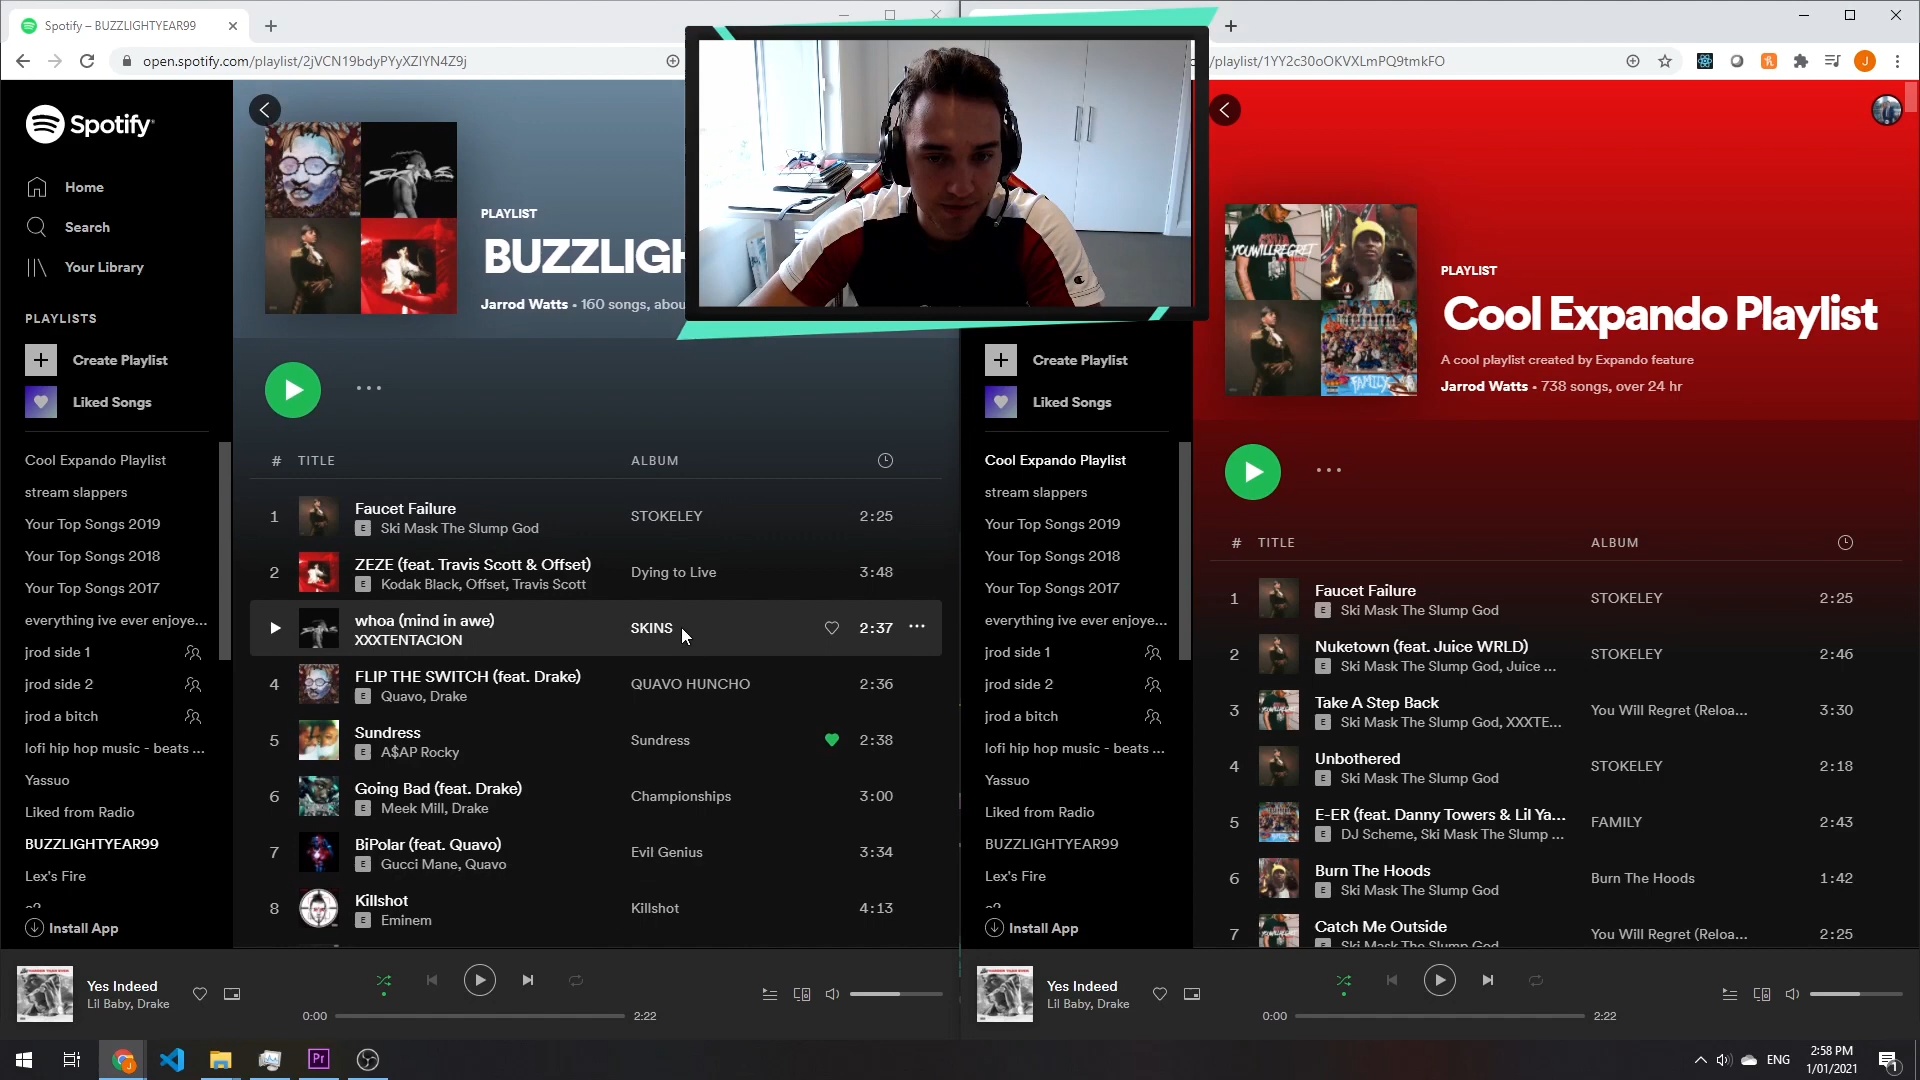 Spotify – BUZZLIGHTYEAR99
open.spotify.com/playlist/2jVCN19bdyPYyXZIYN4Z9j
Spotify
Home
Search
Your Library
PLAYLISTS
Create Playlist
Liked Songs
Cool Expando Playlist
stream slappers
Your Top Songs 2019
Your Top Songs 2018
Your Top Songs 2017
everything ive ever enjoye...
jrod side 1
jrod side 2
jrod a bitch
lofi hip hop music - beats ...
Yassuo
Liked from Radio
BUZZLIGHTYEAR99
Lex's Fire
Install App
PLAYLIST
BUZZLIGH
Jarrod Watts • 160 songs, abou
# TITLE ALBUM
1 Faucet Failure STOKELEY 2:25
E Ski Mask The Slump God
2 ZEZE (feat. Travis Scott & Offset) Dying to Live 3:48
E Kodak Black, Offset, Travis Scott
whoa (mind in awe) SKINS 2:37
XXXTENTACION
4 FLIP THE SWITCH (feat. Drake) QUAVO HUNCHO 2:36
E Quavo, Drake
5 Sundress Sundress 2:38
E A$AP Rocky
6 Going Bad (feat. Drake) Championships 3:00
E Meek Mill, Drake
7 BiPolar (feat. Quavo) Evil Genius 3:34
E Gucci Mane, Quavo
8 Killshot Killshot 4:13
E Eminem
Yes Indeed
Lil Baby, Drake
0:00 2:22
/playlist/1YY2c30oOKVXLmPQ9tmkFO
J
Create Playlist
Liked Songs
Cool Expando Playlist
stream slappers
Your Top Songs 2019
Your Top Songs 2018
Your Top Songs 2017
everything ive ever enjoye...
jrod side 1
jrod side 2
jrod a bitch
lofi hip hop music - beats ...
Yassuo
Liked from Radio
BUZZLIGHTYEAR99
Lex's Fire
Install App
YOUWILLREGRET
FAMILY
PLAYLIST
Cool Expando Playlist
A cool playlist created by Expando feature
Jarrod Watts • 738 songs, over 24 hr
# TITLE ALBUM
1 Faucet Failure STOKELEY 2:25
E Ski Mask The Slump God
2 Nuketown (feat. Juice WRLD) STOKELEY 2:46
E Ski Mask The Slump God, Juice ...
3 Take A Step Back You Will Regret (Reloa... 3:30
E Ski Mask The Slump God, XXXTE...
4 Unbothered STOKELEY 2:18
E Ski Mask The Slump God
5 E-ER (feat. Danny Towers & Lil Ya... FAMILY 2:43
E DJ Scheme, Ski Mask The Slump ...
6 Burn The Hoods Burn The Hoods 1:42
E Ski Mask The Slump God
7 Catch Me Outside You Will Regret (Reloa... 2:25
E Ski Mask The Slump God
Yes Indeed
Lil Baby, Drake
0:00 2:22
Pr
ENG
2:58 PM
1/01/2021
1